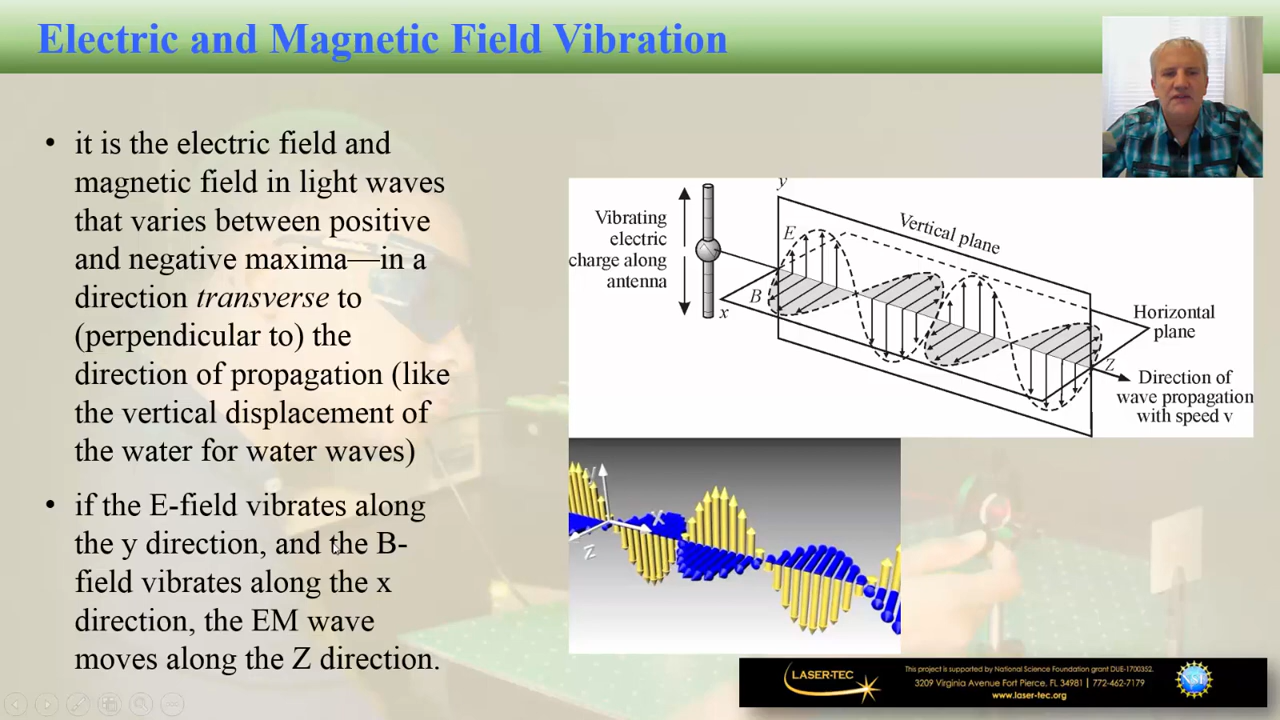 Electric and Magnetic Field Vibration
• it is the electric field and
magnetic field in light waves
that varies between positive
and negative maxima—in a
direction transverse to
(perpendicular to) the
direction of propagation (like
the vertical displacement of
the water for water waves)
• if the E-field vibrates along
the y direction, and the B-
field vibrates along the x
direction, the EM wave
moves along the Z direction.
y
Vibrating
electric
charge along
antenna
E
Vertical plane
B
x
Horizontal
plane
Z
Direction of
wave propagation
with speed v
X
Z
LASER-TEC
This project is supported by National Science Foundation grant DUE-1700352.
3209 Virginia Avenue Fort Pierce, FL 34981 | 772-462-7179
www.laser-tec.org
NSF